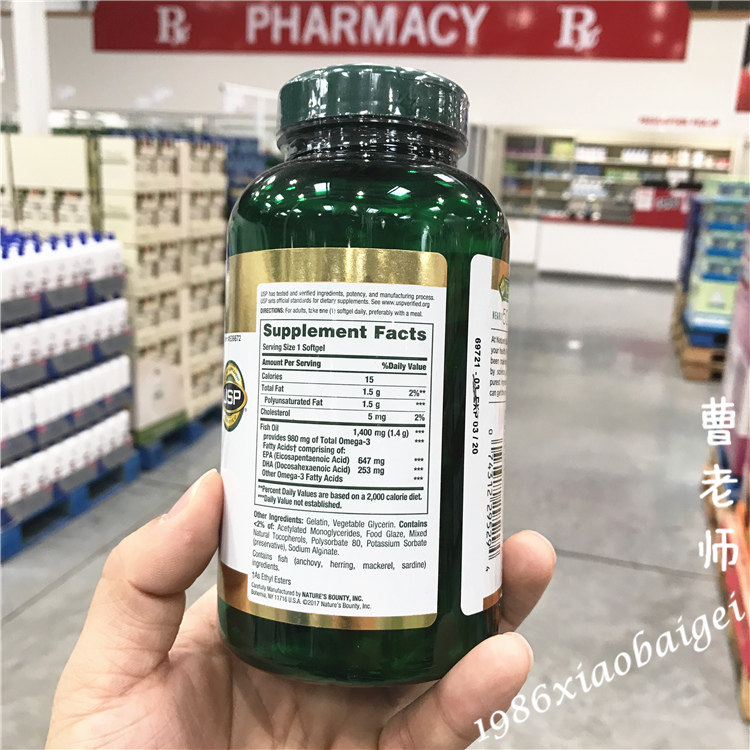 Rx PHARMACY Rx
USP has tested and verified ingredients, potency, and manufacturing process.
USP sets official standards for dietary supplements. See www.uspverified.org
DIRECTIONS: For adults, take one (1) softgel daily, preferably with a meal.
Supplement Facts
Serving Size 1 Softgel
Amount Per Serving %Daily Value
Calories 15
Total Fat 1.5 g 2%**
Polyunsaturated Fat 1.5 g ***
Cholesterol 5 mg 2%
Fish Oil 1,400 mg (1.4 g) ***
provides 980 mg of Total Omega-3 ***
Fatty Acids† comprising of:
EPA (Eicosapentaenoic Acid) 647 mg ***
DHA (Docosahexaenoic Acid) 253 mg ***
Other Omega-3 Fatty Acids ***
**Percent Daily Values are based on a 2,000 calorie diet.
***Daily Value not established.
Other Ingredients: Gelatin, Vegetable Glycerin. Contains
<2% of: Acetylated Monoglycerides, Food Glaze, Mixed
Natural Tocopherols, Polysorbate 80, Potassium Sorbate
(preservative), Sodium Alginate.
Contains fish (anchovy, herring, mackerel, sardine)
ingredients.
†As Ethyl Esters
Carefully Manufactured by NATURE'S BOUNTY, INC.
Bohemia, NY 11716 U.S.A. ©2017 Nature's Bounty, Inc.
USP
69721 -03 EXP 03 / 20
曹老师
1986xiaobaigei